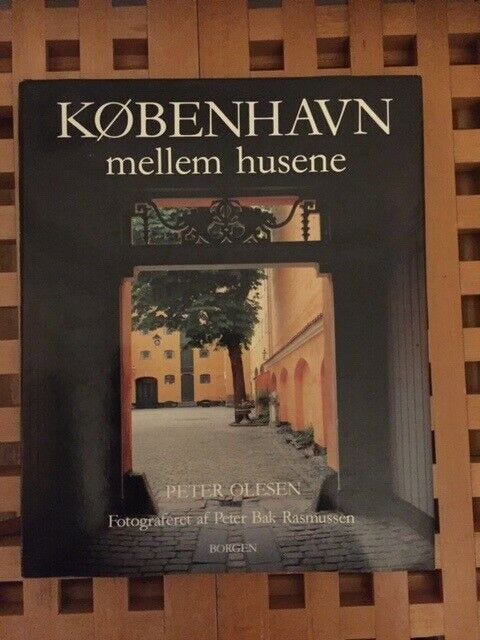 KØBENHAVN
mellem husene
PETER OLESEN
Fotograferet af Peter Bak Rasmussen
BORGEN